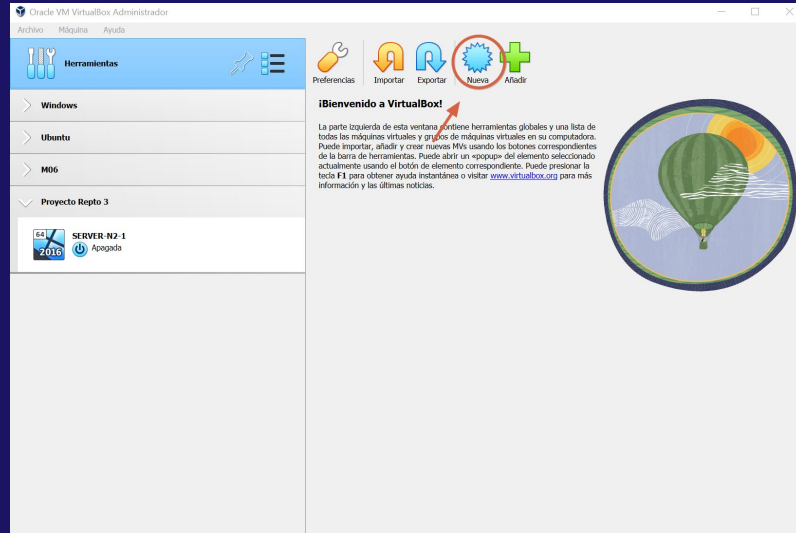 Oracle VM VirtualBox Administrador
Archivo Máquina Ayuda
Herramientas
Preferencias Importar Exportar Nueva Añadir
Windows
Ubuntu
M06
Proyecto Repto 3
64
2016
SERVER-N2-1
Apagada
¡Bienvenido a VirtualBox!
La parte izquierda de esta ventana contiene herramientas globales y una lista de
todas las máquinas virtuales y grupos de máquinas virtuales en su computadora.
Puede importar, añadir y crear nuevas MVs usando los botones correspondientes
de la barra de herramientas. Puede abrir un «popup» del elemento seleccionado
actualmente usando el botón de elemento correspondiente. Puede presionar la
tecla F1 para obtener ayuda instantánea o visitar www.virtualbox.org para más
información y las últimas noticias.